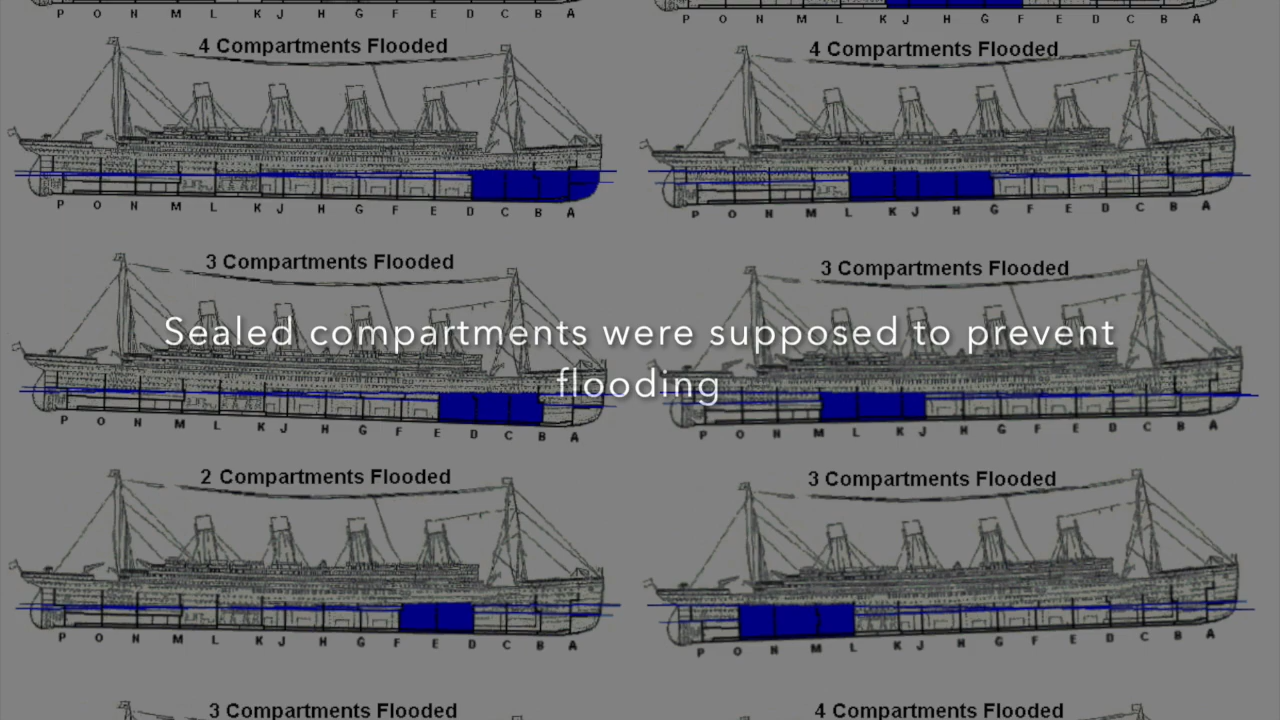 P O N M L K J H G F E D C B A
P O N M L K J H G F E D C B A
4 Compartments Flooded
4 Compartments Flooded
P O N M L K J H G F E D C B A
P O N M L K J H G F E D C B A
3 Compartments Flooded
3 Compartments Flooded
Sealed compartments were supposed to prevent
flooding
P O N M L K J H G F E D C B A
P O N M L K J H G F E D C B A
2 Compartments Flooded
3 Compartments Flooded
P O N M L K J H G F E D C B A
P O N M L K J H G F E D C B A
3 Compartments Flooded
4 Compartments Flooded